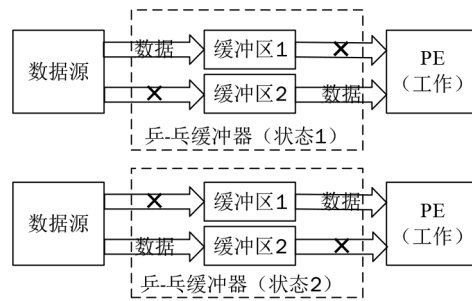 数据 缓冲区1 ×
数据源 PE
(工作)
× 缓冲区2 数据
乒-乓缓冲器（状态1）
× 缓冲区1 数据
数据源 PE
（工作）
数据 缓冲区2 ×
乒-乓缓冲器（状态2）